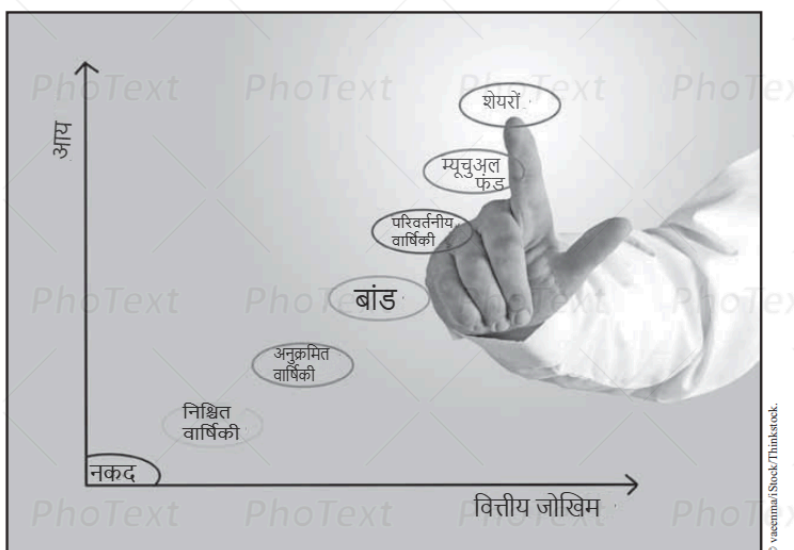 आय
शेयरों
म्यूचुअल
फंड
परिवर्तनीय
वार्षिकी
बांड
अनुक्रमित
वार्षिकी
निश्चित
वार्षिकी
नकद
वित्तीय जोखिम
PhoText PhoText PhoText PhoText
PhoText PhoText PhoText PhoText
PhoText PhoText PhoText
© vaeenma/iStock/Thinkstock.